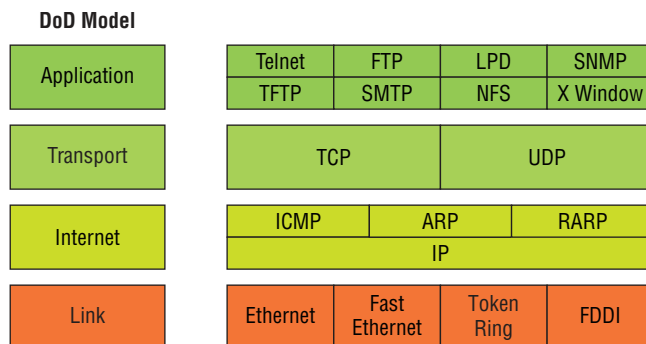 DoD Model
Application
Telnet FTP LPD SNMP
TFTP SMTP NFS X Window
Transport
TCP UDP
Internet
ICMP ARP RARP
IP
Link
Ethernet Fast Ethernet Token Ring FDDI